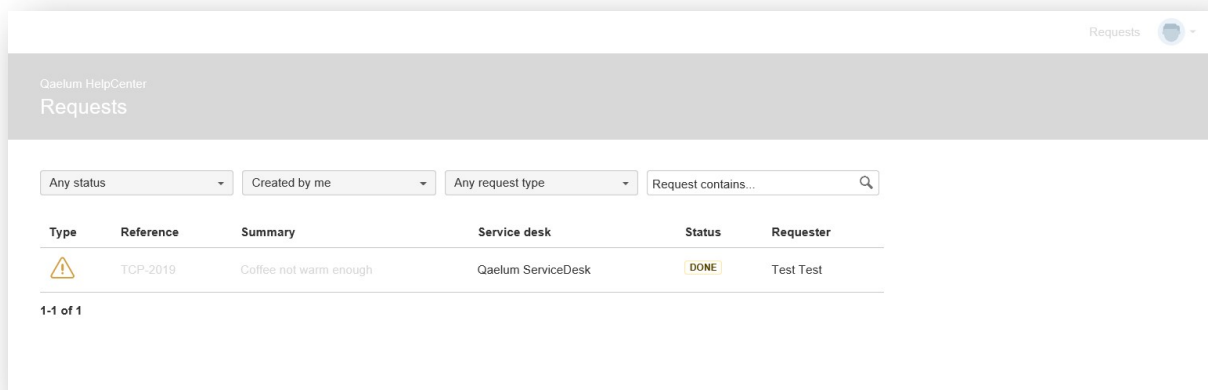 Requests
Qaelum HelpCenter
Requests
Any status Created by me Any request type Request contains...
Type Reference Summary Service desk Status Requester
TCP-2019 Coffee not warm enough Qaelum ServiceDesk DONE Test Test
1-1 of 1